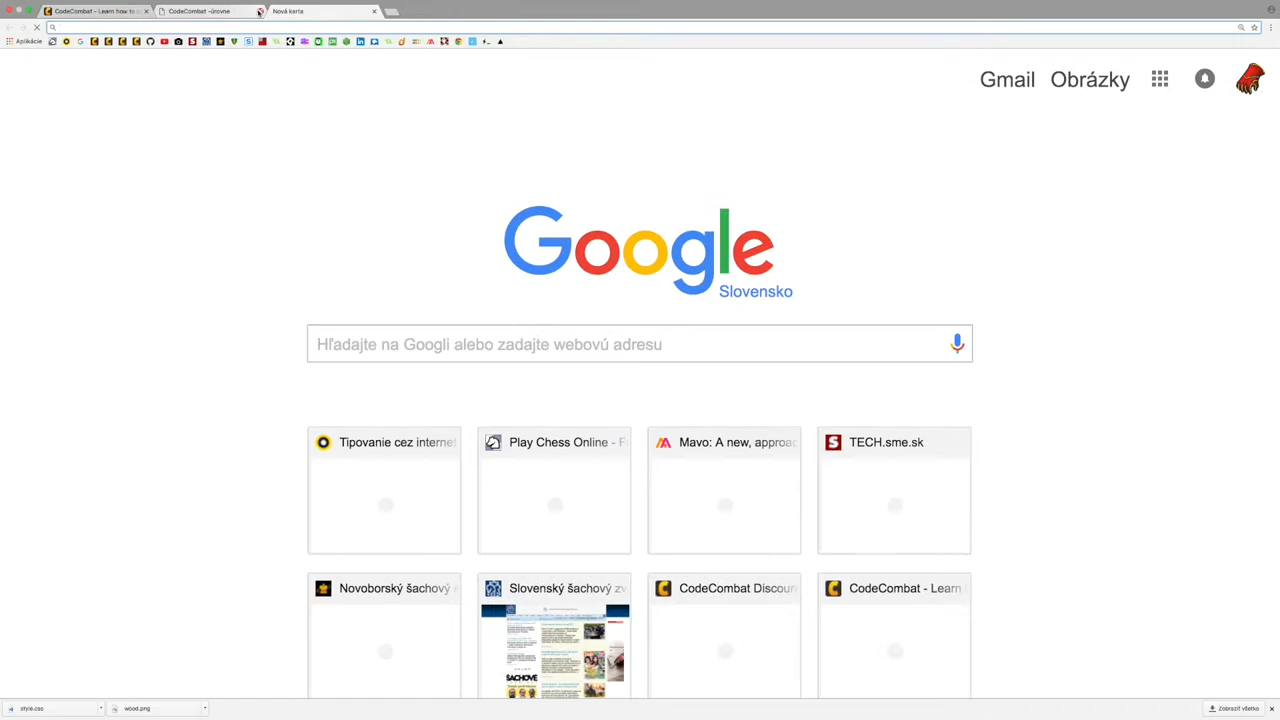 CodeCombat - Learn how to
CodeCombat -úrovne
Nová karta
Aplikácie
Gmail
Obrázky
Google
Slovensko
Hľadajte na Googli alebo zadajte webovú adresu
Tipovanie cez internet
Play Chess Online - F
Mavo: A new, approac
TECH.sme.sk
Novoborský šachový
Slovenský šachový zv
CodeCombat Discour
CodeCombat - Learn
style.css
wood.png
Zobraziť všetko